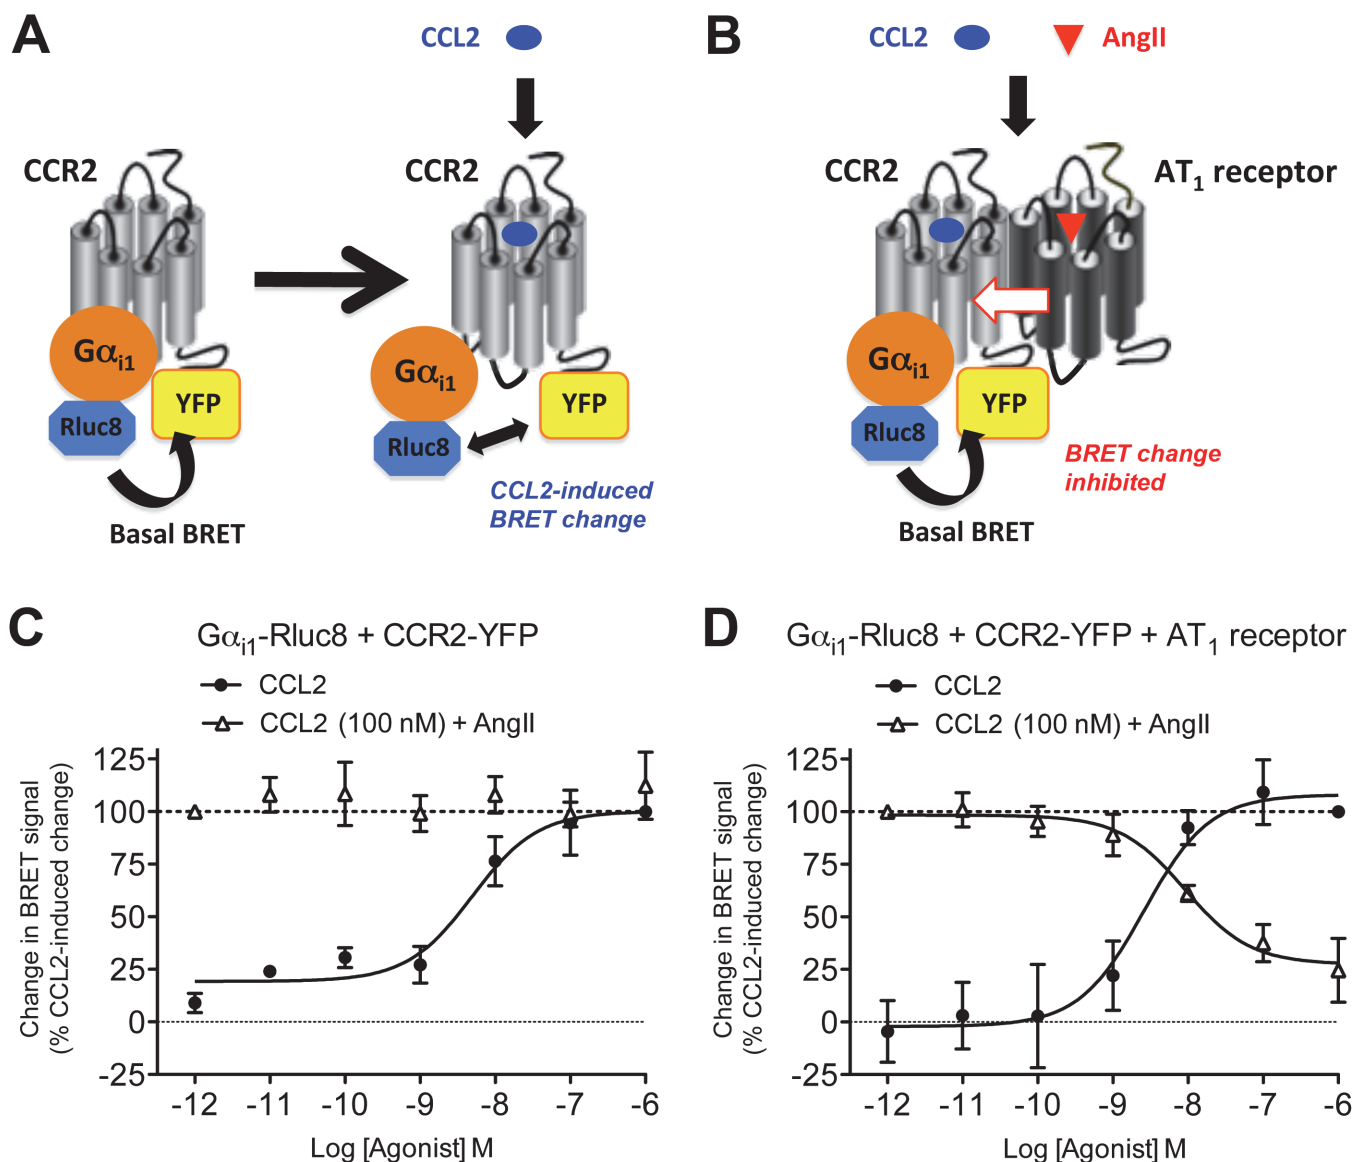 A
CCL2
CCR2
CCR2
Gαi1
Rluc8
YFP
Basal BRET
Gαi1
Rluc8
YFP
CCL2-induced
BRET change
B
CCL2
AngII
CCR2
AT1 receptor
Gαi1
Rluc8
YFP
BRET change
inhibited
Basal BRET
C
Gαi1-Rluc8 + CCR2-YFP
CCL2
CCL2 (100 nM) + AngII
Change in BRET signal
(% CCL2-induced change)
125
100
75
50
25
0
-25
-12 -11 -10 -9 -8 -7 -6
Log [Agonist] M
D
Gαi1-Rluc8 + CCR2-YFP + AT1 receptor
CCL2
CCL2 (100 nM) + AngII
Change in BRET signal
(% CCL2-induced change)
125
100
75
50
25
0
-25
-12 -11 -10 -9 -8 -7 -6
Log [Agonist] M